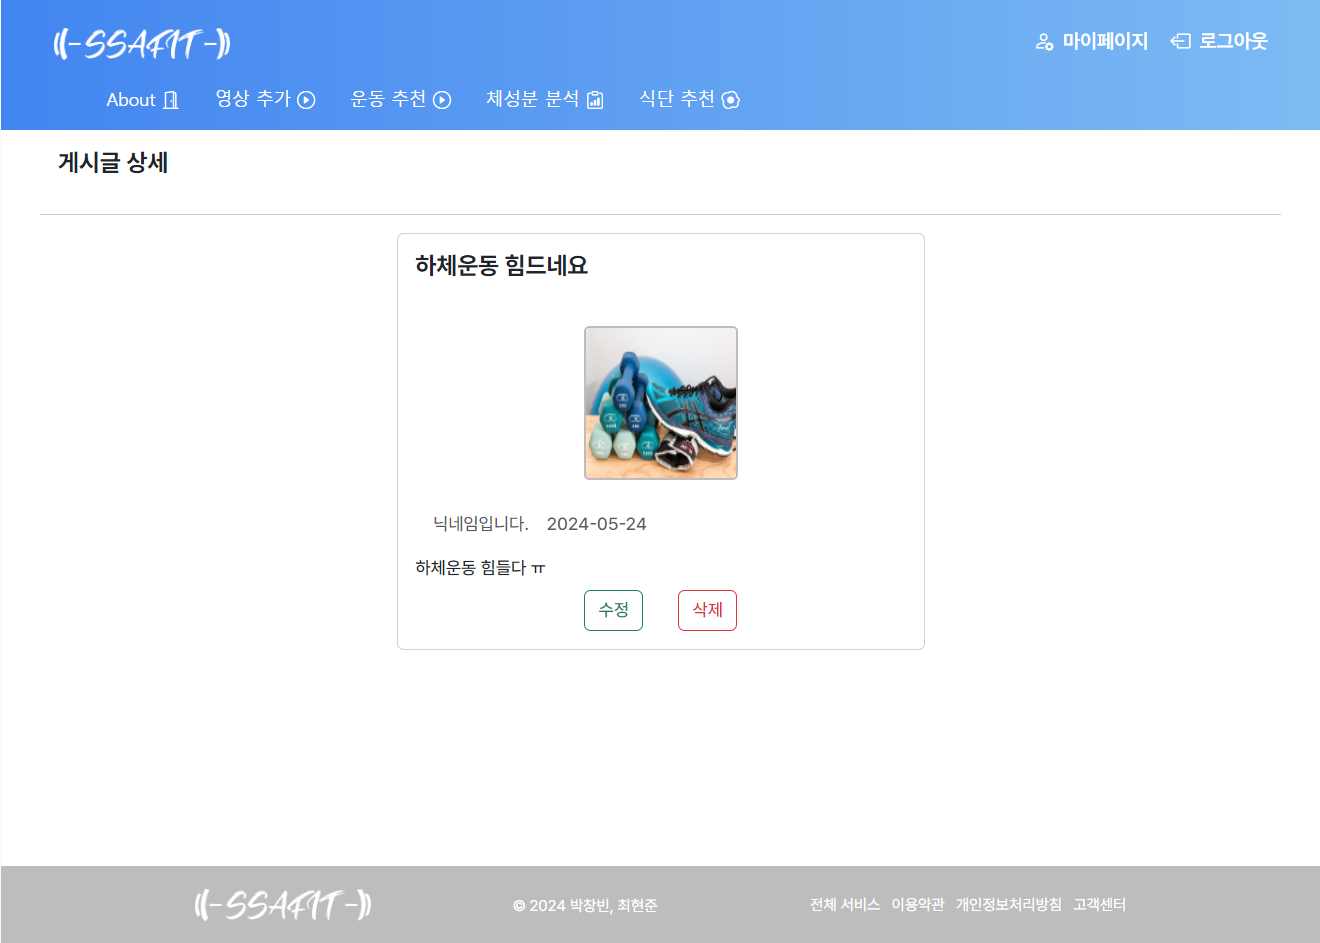 ((-SSAFIT-))
마이페이지 로그아웃
About 영상 추가 운동 추천 체성분 분석 식단 추천
게시글 상세
하체운동 힘드네요
닉네임입니다. 2024-05-24
하체운동 힘들다 ㅠ
수정 삭제
((-SSAFIT-)) © 2024 박창빈, 최현준 전체 서비스 이용약관 개인정보처리방침 고객센터